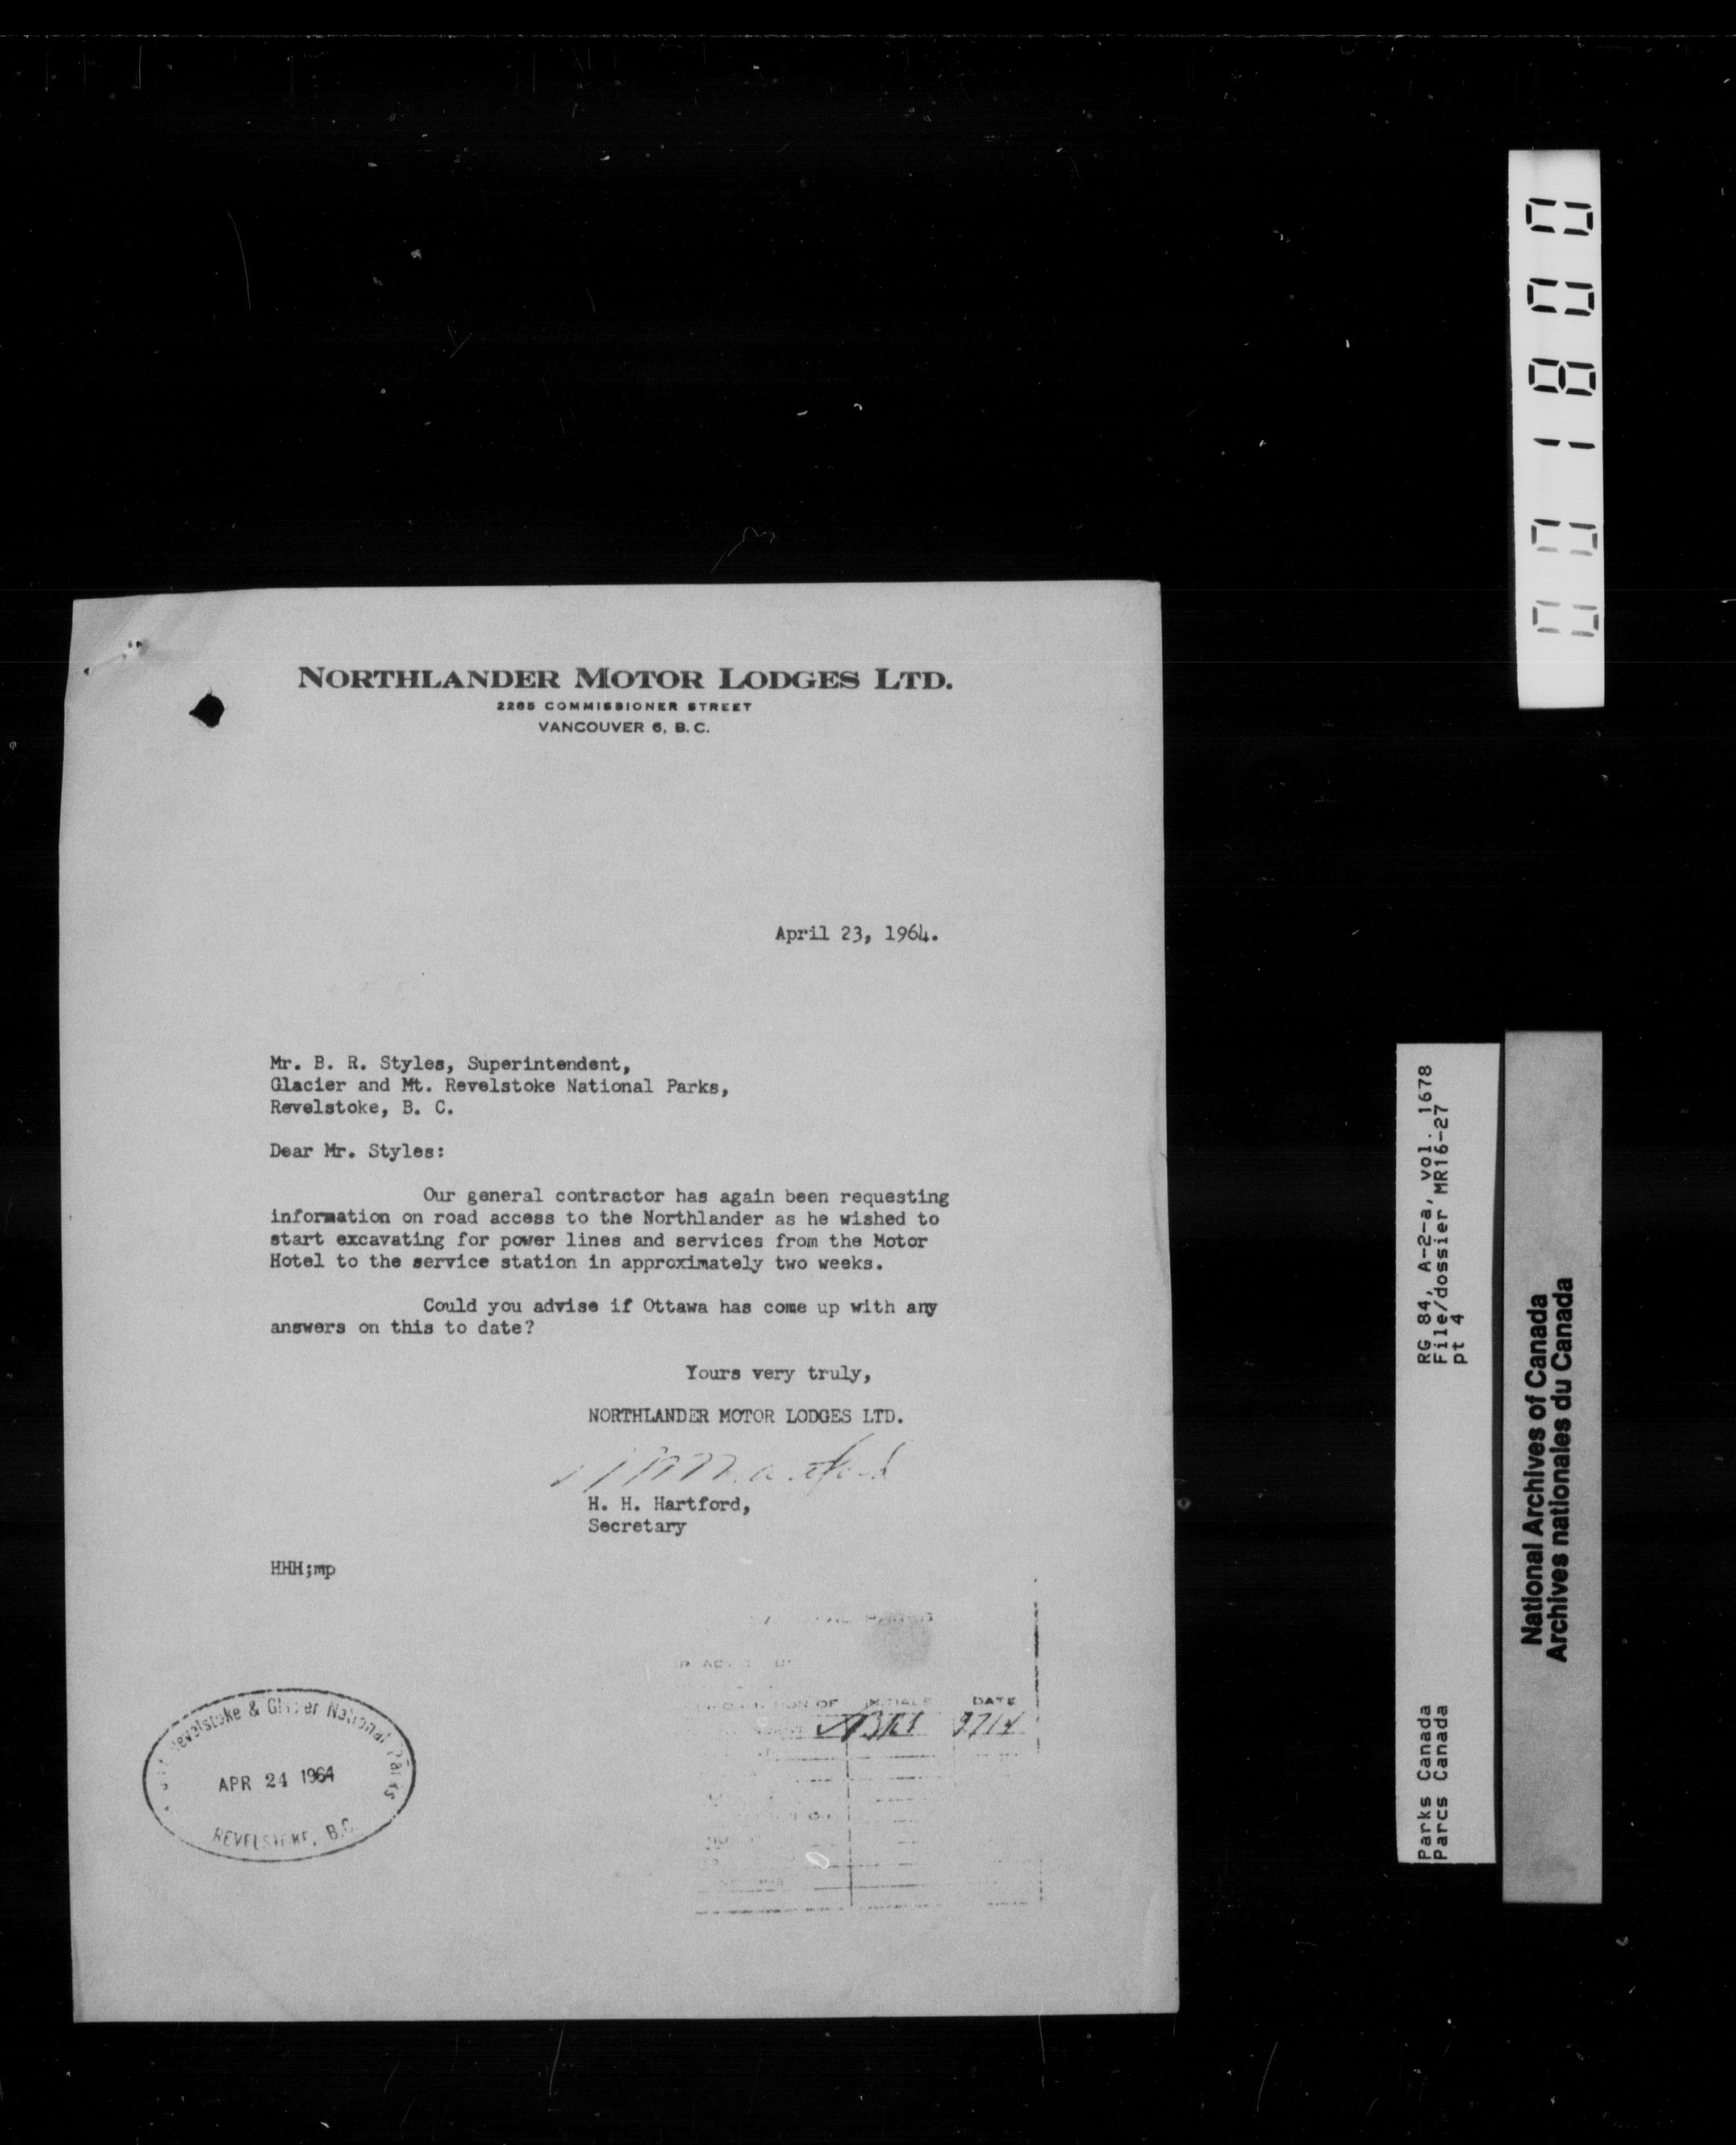 NORTHLANDER MOTOR LODGES LTD.
2285 COMMISSIONER STREET
VANCOUVER 6, B.C.
April 23, 1964.
Mr. B. R. Styles, Superintendent,
Glacier and Mt. Revelstoke National Parks,
Revelstoke, B. C.
Dear Mr. Styles:
Our general contractor has again been requesting
information on road access to the Northlander as he wished to
start excavating for power lines and services from the Motor
Hotel to the service station in approximately two weeks.
Could you advise if Ottawa has come up with any
answers on this to date?
Yours very truly,
NORTHLANDER MOTOR LODGES LTD.
H. H. Hartford,
Secretary
HHH;mp
PARKS
INITIALS DATE
Revelstoke & Glacier National Parks
APR 24 1964
REVELSTOKE, B.C.
001800
RG 84, A-2-a, vol. 1678
File/dossier MR16-27
pt 4
Parks Canada
Parcs Canada
National Archives of Canada
Archives nationales du Canada